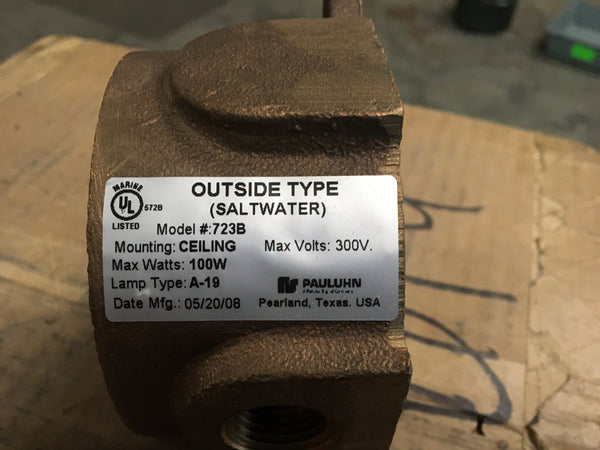 MARINE
UL
572B
LISTED
OUTSIDE TYPE
(SALTWATER)
Model #:723B
Mounting: CEILING Max Volts: 300V.
Max Watts: 100W
Lamp Type: A-19
PAULUHN
Date Mfg.: 05/20/08 Pearland, Texas. USA